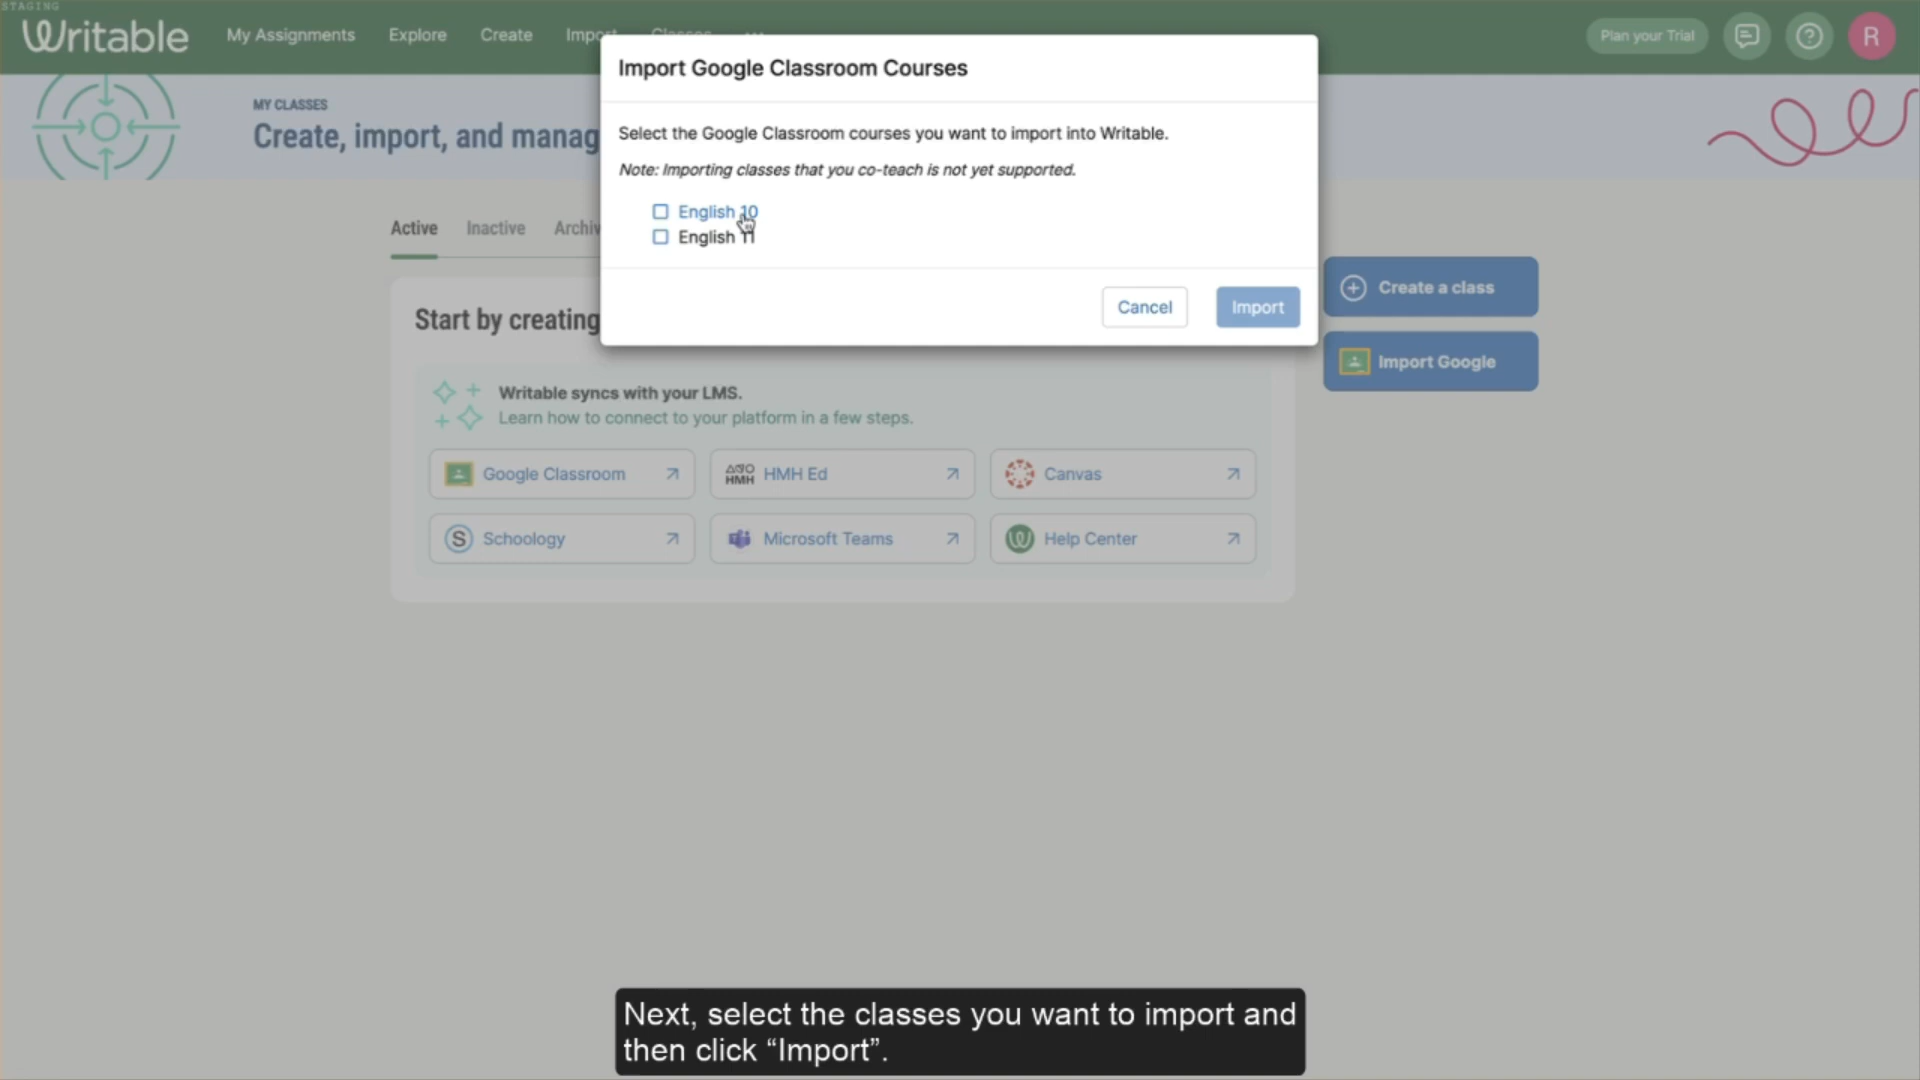 STAGING
Writable
My Assignments
Explore
Create
Import
Classes
Plan your Trial
R
MY CLASSES
Create, import, and manag
Import Google Classroom Courses
Select the Google Classroom courses you want to import into Writable.
Note: Importing classes that you co-teach is not yet supported.
English 10
English 11
Cancel
Import
Active
Inactive
Archiv
Start by creating
Create a class
Import Google
Writable syncs with your LMS.
Learn how to connect to your platform in a few steps.
Google Classroom
HMH
HMH Ed
Canvas
S
Schoology
Microsoft Teams
Help Center
Next, select the classes you want to import and
then click “Import”.